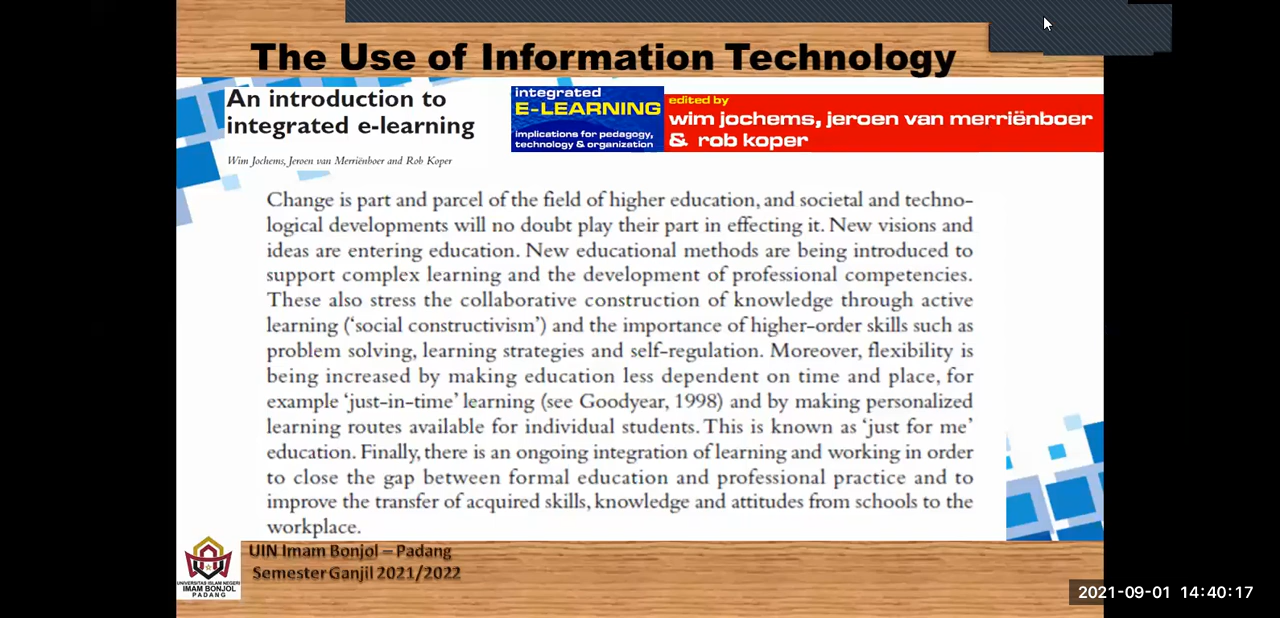 The Use of Information Technology
An introduction to
integrated e-learning
Wim Jochems, Jeroen van Merriënboer and Rob Koper
integrated
E-LEARNING
implications for pedagogy,
technology & organization
edited by
wim jochems, jeroen van merriënboer
& rob koper
Change is part and parcel of the field of higher education, and societal and techno-
logical developments will no doubt play their part in effecting it. New visions and
ideas are entering education. New educational methods are being introduced to
support complex learning and the development of professional competencies.
These also stress the collaborative construction of knowledge through active
learning (‘social constructivism’) and the importance of higher-order skills such as
problem solving, learning strategies and self-regulation. Moreover, flexibility is
being increased by making education less dependent on time and place, for
example ‘just-in-time’ learning (see Goodyear, 1998) and by making personalized
learning routes available for individual students. This is known as ‘just for me’
education. Finally, there is an ongoing integration of learning and working in order
to close the gap between formal education and professional practice and to
improve the transfer of acquired skills, knowledge and attitudes from schools to the
workplace.
UNIVERSITAS ISLAM NEGERI
IMAM BONJOL
PADANG
UIN Imam Bonjol – Padang
Semester Ganjil 2021/2022
2021-09-01 14:40:17